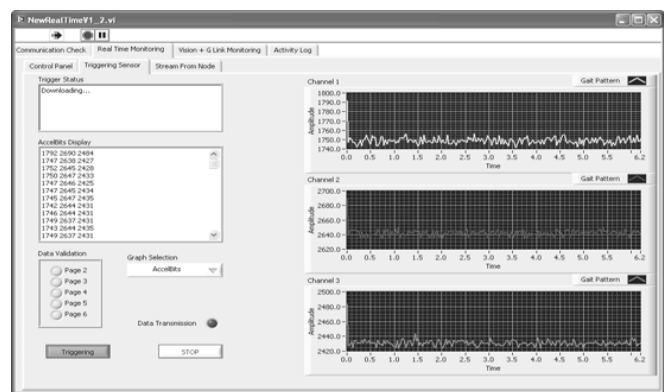 NewRealTimeV1_2.vi
Communication Check Real Time Monitoring Vision + G Link Monitoring Activity Log
Control Panel Triggering Sensor Stream From Node
Trigger Status
Downloading...
AccelBits Display
1792 2690 2484
1747 2638 2427
1752 2645 2428
1750 2647 2433
1747 2646 2425
1747 2645 2434
1745 2647 2435
1742 2644 2431
1746 2644 2431
1749 2637 2431
1743 2644 2435
1749 2637 2431
Data Validation
Page 2
Page 3
Page 4
Page 5
Page 6
Graph Selection
AccelBits
Data Transmission
Triggering
STOP
Channel 1
Gait Pattern
Amplitude
1800.0
1790.0
1780.0
1770.0
1760.0
1750.0
1740.0
0.0 0.5 1.0 1.5 2.0 2.5 3.0 3.5 4.0 4.5 5.0 5.5 6.2
Time
Channel 2
Gait Pattern
Amplitude
2700.0
2680.0
2660.0
2640.0
2620.0
0.0 0.5 1.0 1.5 2.0 2.5 3.0 3.5 4.0 4.5 5.0 5.5 6.2
Time
Channel 3
Gait Pattern
Amplitude
2500.0
2480.0
2460.0
2440.0
2420.0
0.0 0.5 1.0 1.5 2.0 2.5 3.0 3.5 4.0 4.5 5.0 5.5 6.2
Time